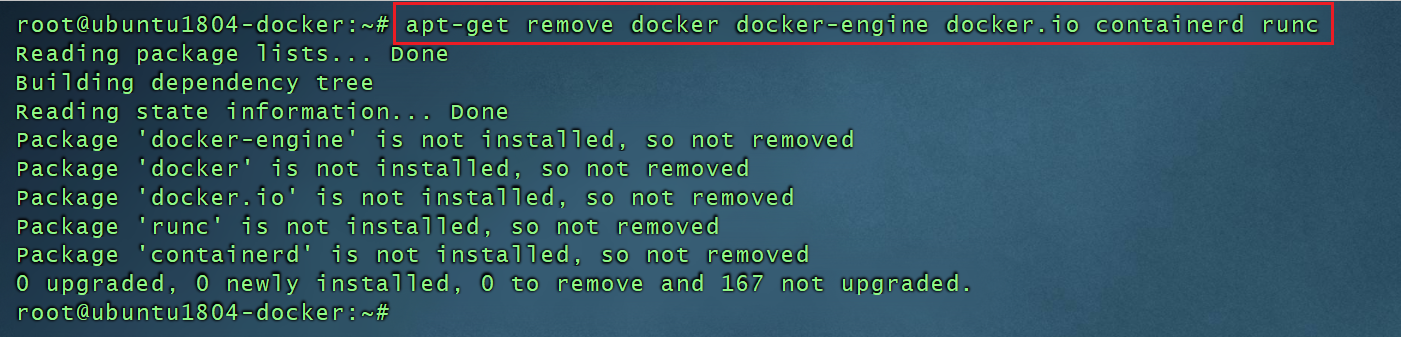 root@ubuntu1804-docker:~# apt-get remove docker docker-engine docker.io containerd runc
Reading package lists... Done
Building dependency tree
Reading state information... Done
Package 'docker-engine' is not installed, so not removed
Package 'docker' is not installed, so not removed
Package 'docker.io' is not installed, so not removed
Package 'runc' is not installed, so not removed
Package 'containerd' is not installed, so not removed
0 upgraded, 0 newly installed, 0 to remove and 167 not upgraded.
root@ubuntu1804-docker:~#